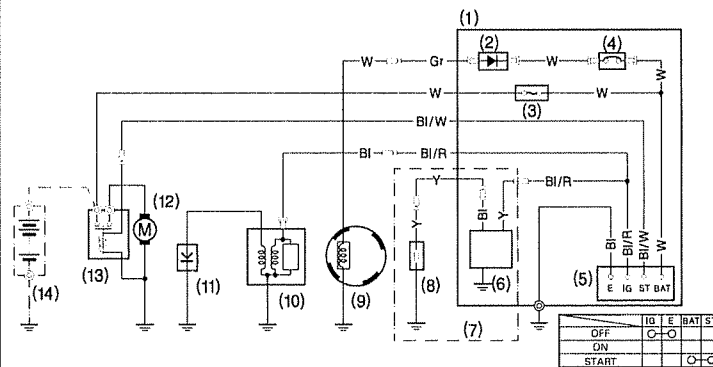 (1)
(2)
(4)
W
Gr
W
W
W
W
(3)
Bl/W
Bl
Bl/R
Y
Bl/R
Y
Bl
Y
Bl
Bl/R
Bl/W
W
(12)
M
(5)
E IG ST BAT
(14)
(13)
(11)
(10)
(9)
(8)
(6)
(7)
IG E BAT ST
OFF
ON
START